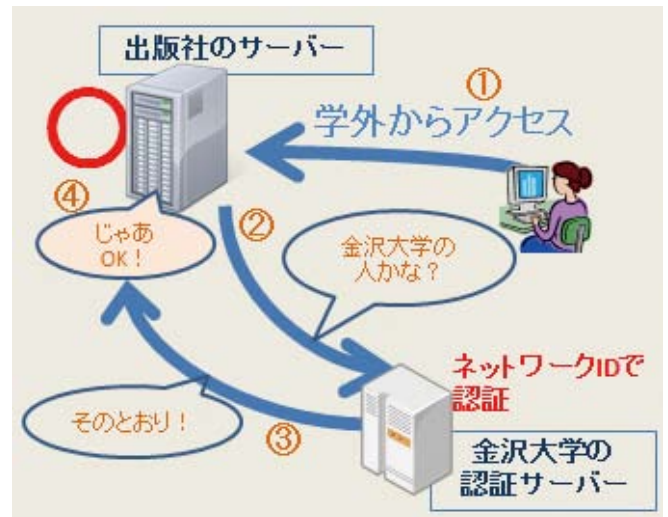 出版社のサーバー
①
学外からアクセス
④
じゃあ
OK！
②
金沢大学の
人かな？
ネットワークIDで
認証
そのとおり！
③
金沢大学の
認証サーバー